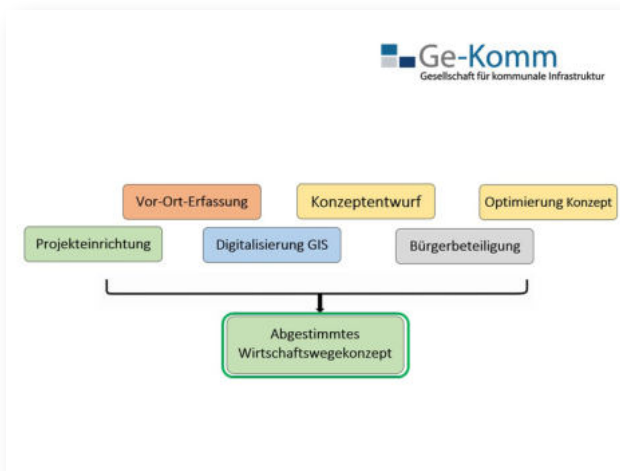 Ge-Komm
Gesellschaft für kommunale Infrastruktur
Vor-Ort-Erfassung
Konzeptentwurf
Optimierung Konzept
Projekteinrichtung
Digitalisierung GIS
Bürgerbeteiligung
Abgestimmtes
Wirtschaftswegekonzept